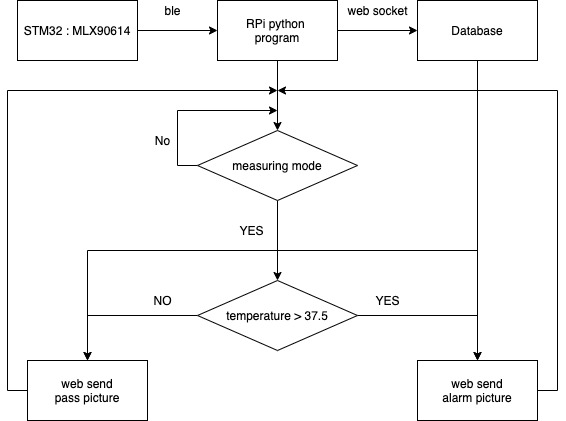 ble
web socket
STM32 : MLX90614
RPi python
program
Database
No
measuring mode
YES
NO
YES
temperature > 37.5
web send
pass picture
web send
alarm picture